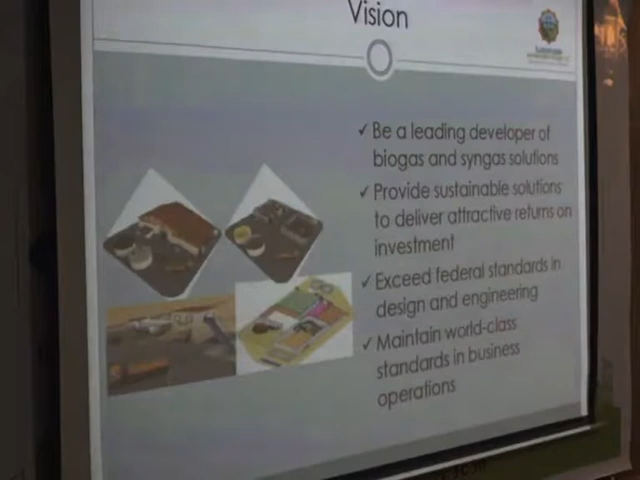 Vision
✓ Be a leading developer of
biogas and syngas solutions
✓ Provide sustainable solutions
to deliver attractive returns on
investment
✓ Exceed federal standards in
design and engineering
✓ Maintain world-class
standards in business
operations